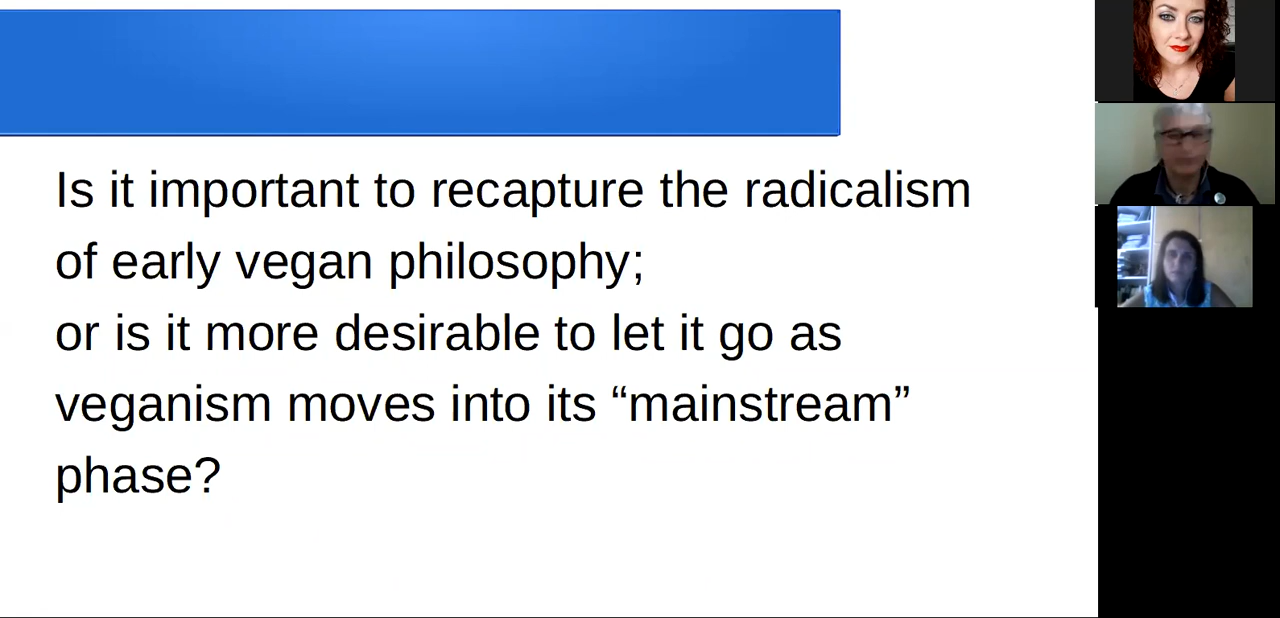 Is it important to recapture the radicalism
of early vegan philosophy;
or is it more desirable to let it go as
veganism moves into its “mainstream”
phase?